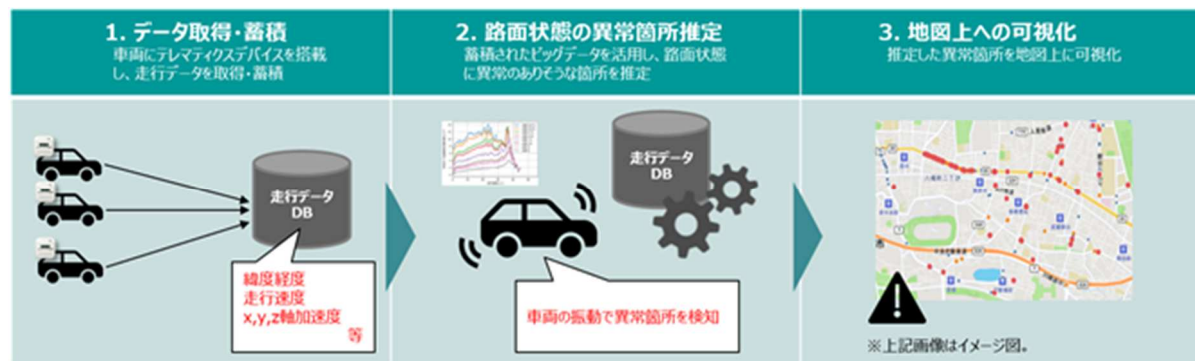 1. データ取得・蓄積
車両にテレマティクスデバイスを搭載
し、走行データを取得・蓄積
2. 路面状態の異常箇所推定
蓄積されたビッグデータを活用し、路面状態
に異常のありそうな箇所を推定
3. 地図上への可視化
推定した異常箇所を地図上に可視化
走行データ
DB
緯度経度
走行速度
x,y,z軸加速度
等
走行データ
DB
車両の振動で異常箇所を検知
※上記画像はイメージ図。